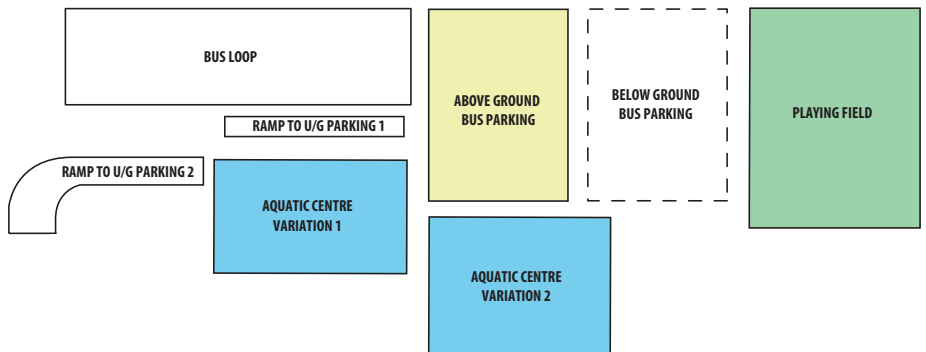 BUS LOOP
ABOVE GROUND
BUS PARKING
BELOW GROUND
BUS PARKING
PLAYING FIELD
RAMP TO U/G PARKING 1
RAMP TO U/G PARKING 2
AQUATIC CENTRE
VARIATION 1
AQUATIC CENTRE
VARIATION 2